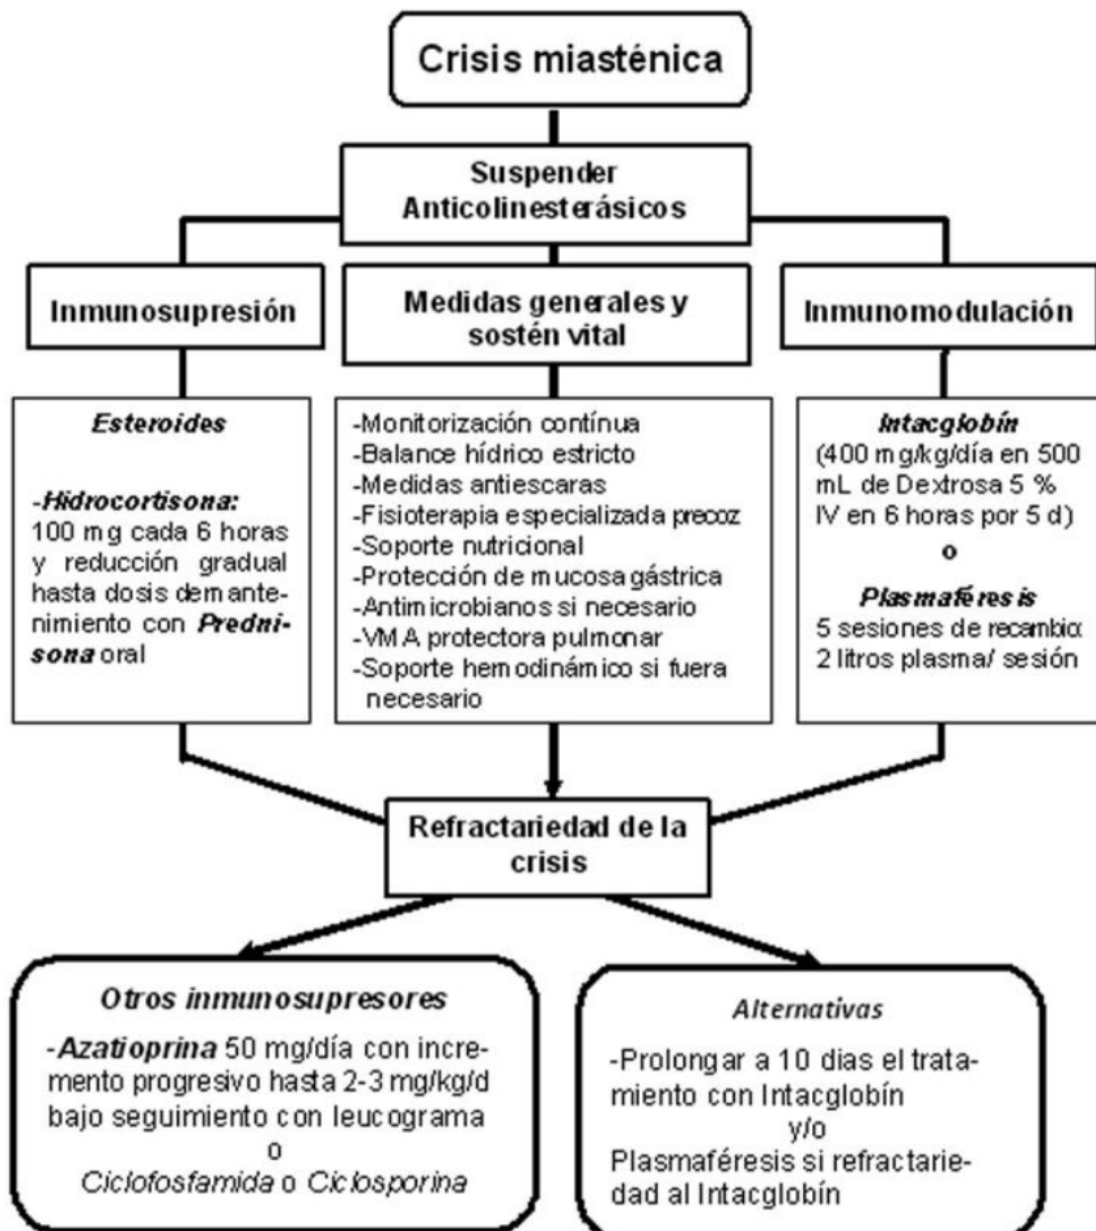 Crisis miasténica
Suspender
Anticolinesterásicos
Inmunosupresión
Medidas generales y
sostén vital
Inmunomodulación
Esteroides
-Hidrocortisona:
100 mg cada 6 horas
y reducción gradual
hasta dosis demante-
nimiento con Predni-
sona oral
-Monitorización contínua
-Balance hídrico estricto
-Medidas antiescaras
-Fisioterapia especializada precoz
-Soporte nutricional
-Protección de mucosa gástrica
-Antimicrobianos si necesario
-VMA protectora pulmonar
-Soporte hemodinámico si fuera
necesario
Intacglobín
(400 mg/kg/día en 500
mL de Dextrosa 5 %
IV en 6 horas por 5 d)
o
Plasmaféresis
5 sesiones de recambio:
2 litros plasma/ sesión
Refractariedad de la
crisis
Otros inmunosupresores
-Azatioprina 50 mg/día con incre-
mento progresivo hasta 2-3 mg/kg/d
bajo seguimiento con leucograma
o
Ciclofosfamida o Ciclosporina
Alternativas
-Prolongar a 10 dias el trata-
miento con Intacglobín
y/o
Plasmaféresis si refractarie-
dad al Intacglobín